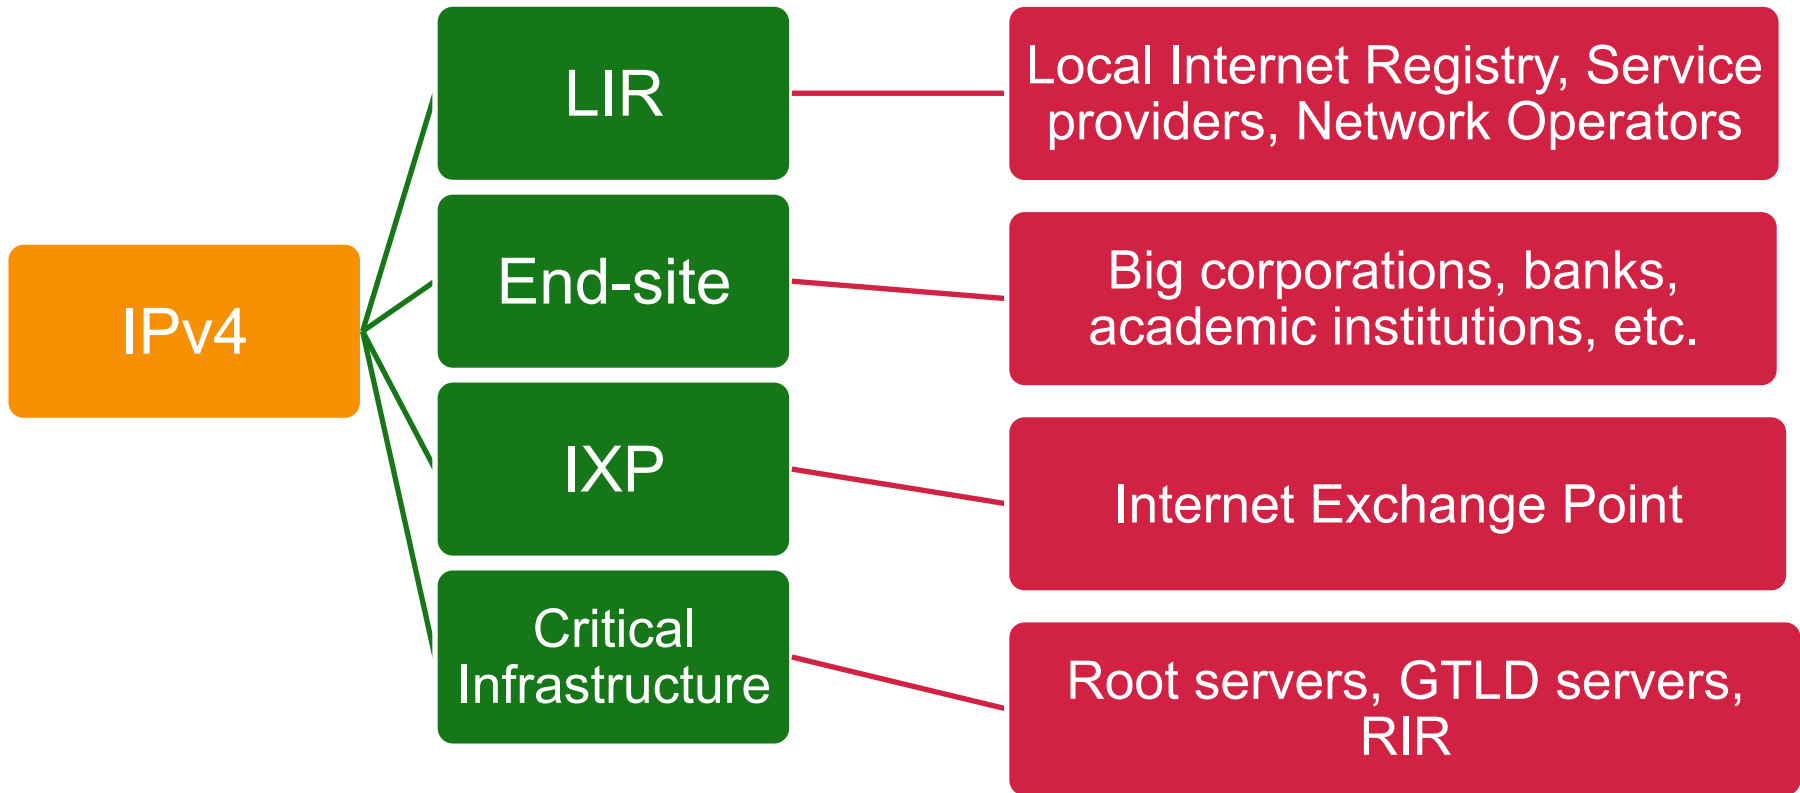 IPv4
LIR
Local Internet Registry, Service
providers, Network Operators
End-site
Big corporations, banks,
academic institutions, etc.
IXP
Internet Exchange Point
Critical
Infrastructure
Root servers, GTLD servers,
RIR